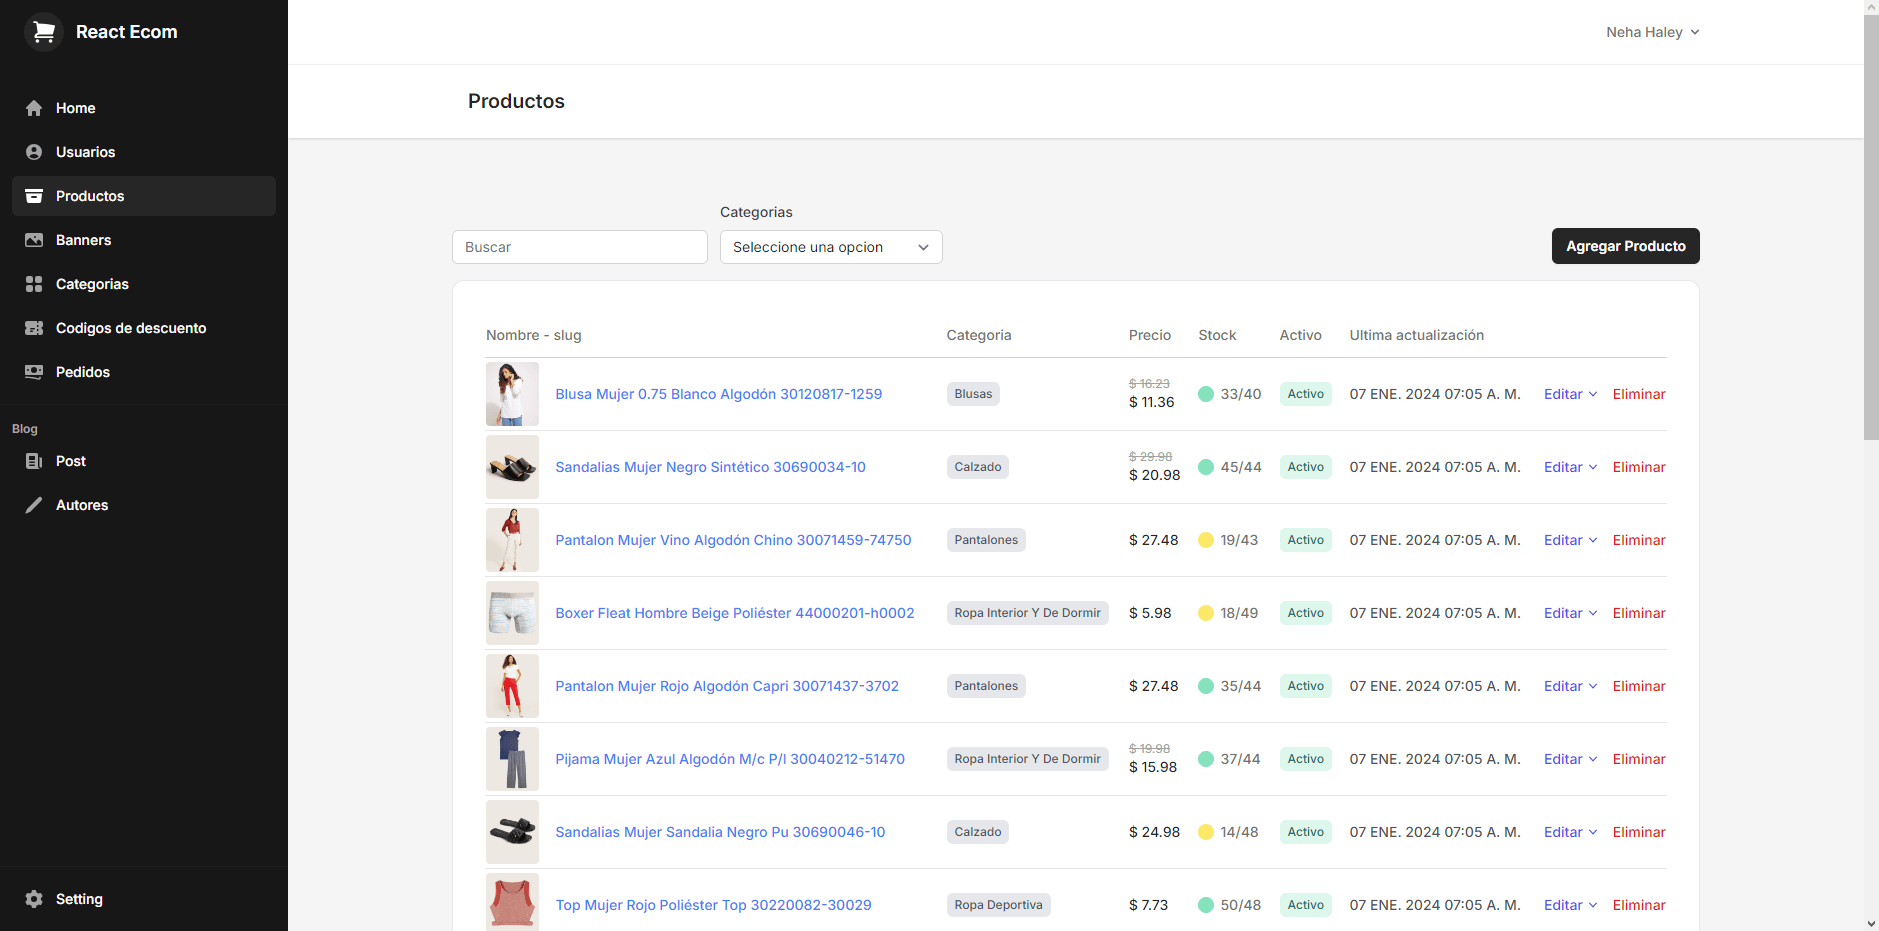 React Ecom
Neha Haley
Home
Usuarios
Productos
Banners
Categorias
Codigos de descuento
Pedidos
Blog
Post
Autores
Setting
Productos
Categorias
Buscar
Seleccione una opcion
Agregar Producto
Nombre - slug Categoria Precio Stock Activo Ultima actualización
Blusa Mujer 0.75 Blanco Algodón 30120817-1259 Blusas $ 16.23 $ 11.36 33/40 Activo 07 ENE. 2024 07:05 A. M. Editar Eliminar
Sandalias Mujer Negro Sintético 30690034-10 Calzado $ 29.98 $ 20.98 45/44 Activo 07 ENE. 2024 07:05 A. M. Editar Eliminar
Pantalon Mujer Vino Algodón Chino 30071459-74750 Pantalones $ 27.48 19/43 Activo 07 ENE. 2024 07:05 A. M. Editar Eliminar
Boxer Fleat Hombre Beige Poliéster 44000201-h0002 Ropa Interior Y De Dormir $ 5.98 18/49 Activo 07 ENE. 2024 07:05 A. M. Editar Eliminar
Pantalon Mujer Rojo Algodón Capri 30071437-3702 Pantalones $ 27.48 35/44 Activo 07 ENE. 2024 07:05 A. M. Editar Eliminar
Pijama Mujer Azul Algodón M/c P/l 30040212-51470 Ropa Interior Y De Dormir $ 19.98 $ 15.98 37/44 Activo 07 ENE. 2024 07:05 A. M. Editar Eliminar
Sandalias Mujer Sandalia Negro Pu 30690046-10 Calzado $ 24.98 14/48 Activo 07 ENE. 2024 07:05 A. M. Editar Eliminar
Top Mujer Rojo Poliéster Top 30220082-30029 Ropa Deportiva $ 7.73 50/48 Activo 07 ENE. 2024 07:05 A. M. Editar Eliminar